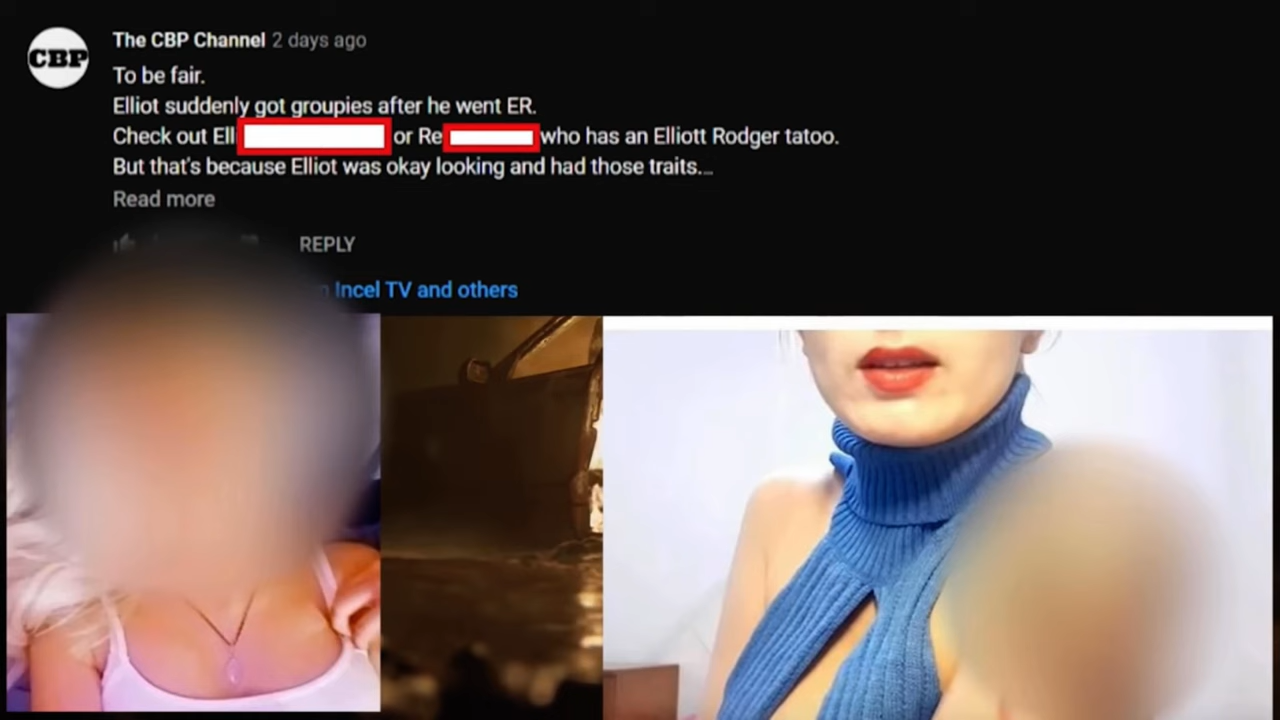 CBP
The CBP Channel 2 days ago
To be fair.
Elliot suddenly got groupies after he went ER.
Check out Ell or Re who has an Elliott Rodger tatoo.
But that's because Elliot was okay looking and had those traits...
Read more
REPLY
Incel TV and others